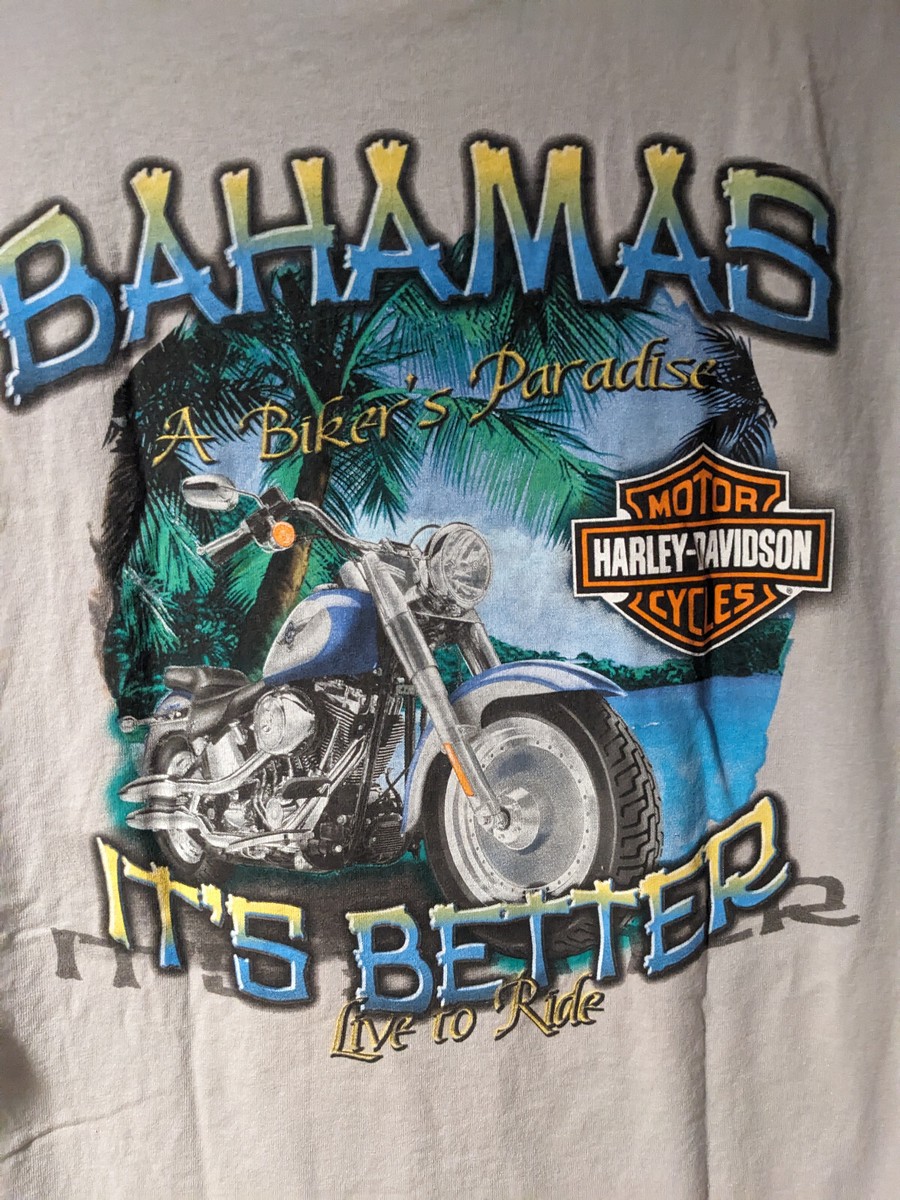 BAHAMAS
A Biker's Paradise
MOTOR
HARLEY-DAVIDSON
CYCLES
®
IT'S BETTER
Live to Ride